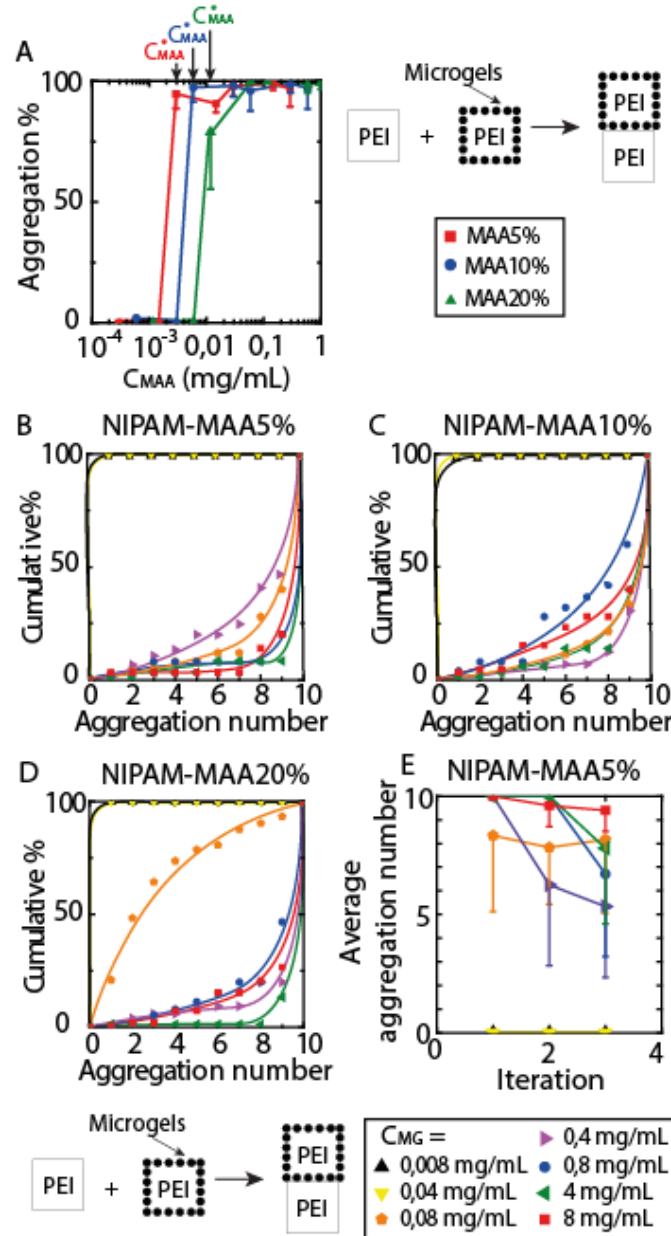 C*MAA
C*MAA
C*MAA
A
Aggregation %
100
50
0
10-4
10-3
0,01
0,1
1
CMAA (mg/mL)
Microgels
PEI
+
PEI
PEI
PEI
MAA5%
MAA10%
MAA20%
B
NIPAM-MAA5%
Cumulative%
100
50
0
0 2 4 6 8 10
Aggregation number
C
NIPAM-MAA10%
Cumulative %
100
50
0
0 2 4 6 8 10
Aggregation number
D
NIPAM-MAA20%
Cumulative %
100
50
0
0 2 4 6 8 10
Aggregation number
E
NIPAM-MAA5%
Average
aggregation number
10
5
0
0 2 4
Iteration
Microgels
PEI
+
PEI
PEI
PEI
CMG =
0,008 mg/mL
0,04 mg/mL
0,08 mg/mL
0,4 mg/mL
0,8 mg/mL
4 mg/mL
8 mg/mL